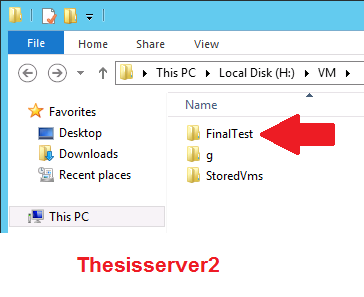 File Home Share View
This PC Local Disk (H:) VM
Favorites
Desktop
Downloads
Recent places
This PC
Name
FinalTest
g
StoredVms
Thesisserver2